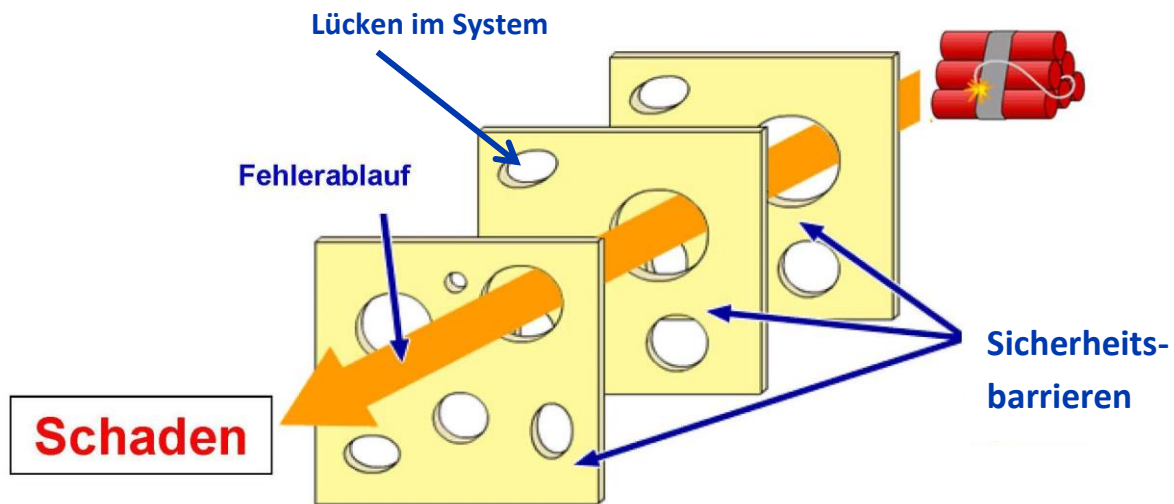 Lücken im System
Fehlerablauf
Sicherheits-
barrieren
Schaden